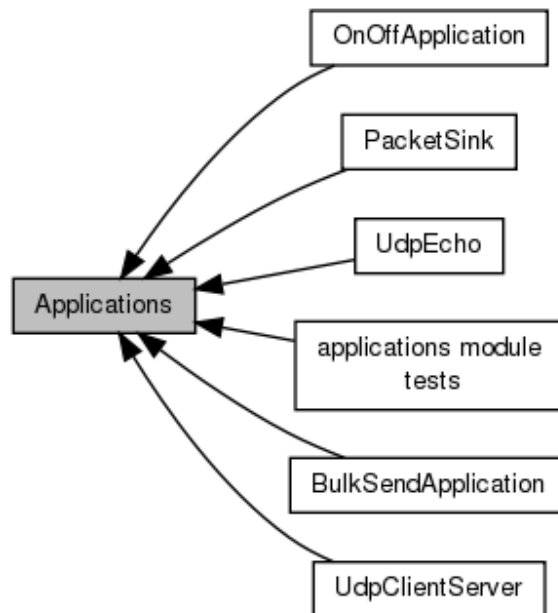 OnOffApplication
PacketSink
UdpEcho
Applications
applications module
tests
BulkSendApplication
UdpClientServer